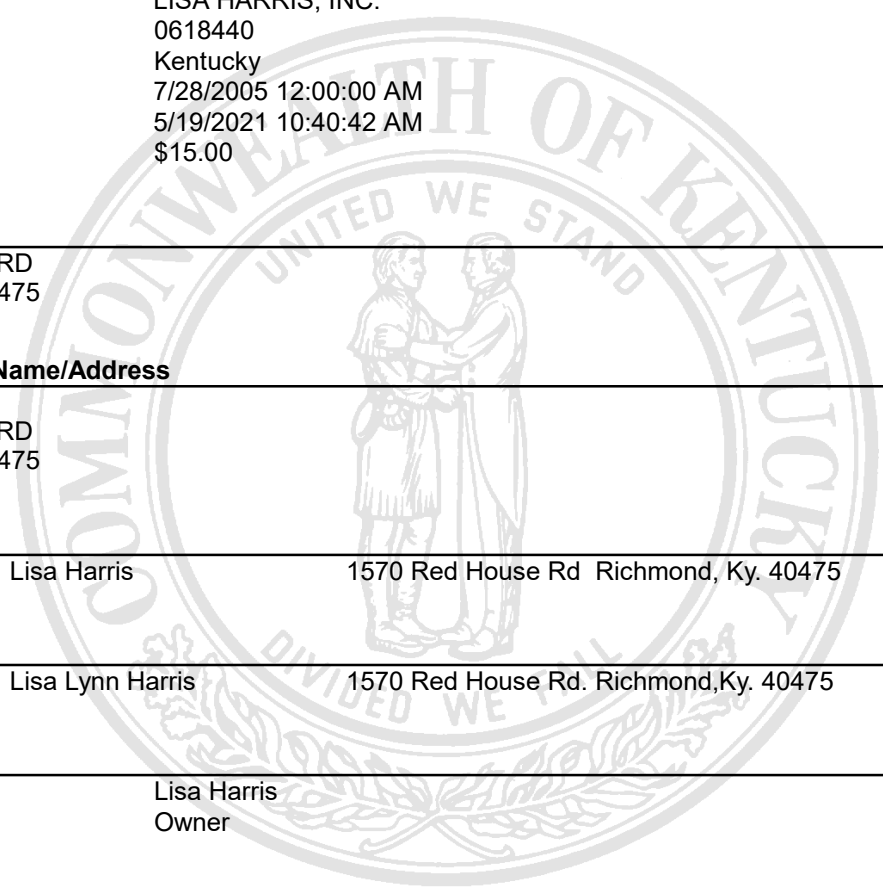 LISA HARRIS, INC.
0618440
Kentucky
7/28/2005 12:00:00 AM
5/19/2021 10:40:42 AM
$15.00
RD
475
Name/Address
RD
475
Lisa Harris 1570 Red House Rd Richmond, Ky. 40475
Lisa Lynn Harris 1570 Red House Rd. Richmond,Ky. 40475
Lisa Harris
Owner
COMMONWEALTH OF KENTUCKY
UNITED WE STAND
DIVIDED WE FALL